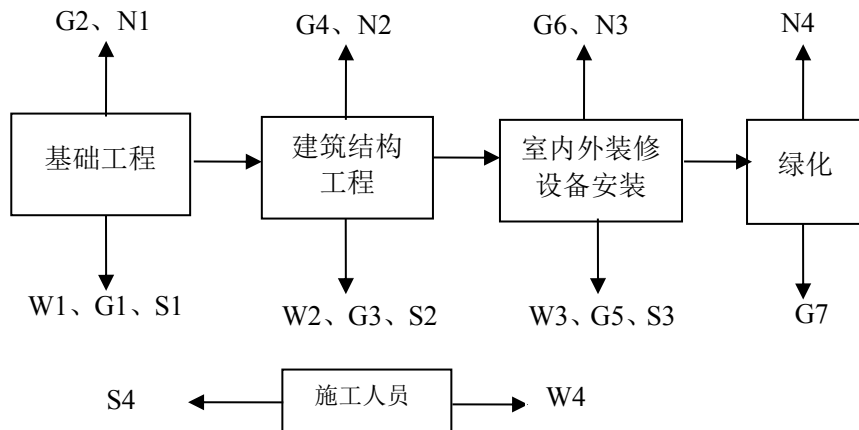 G2、N1
G4、N2
G6、N3
N4
基础工程
建筑结构
工程
室内外装修
设备安装
绿化
W1、G1、S1
W2、G3、S2
W3、G5、S3
G7
S4
施工人员
W4